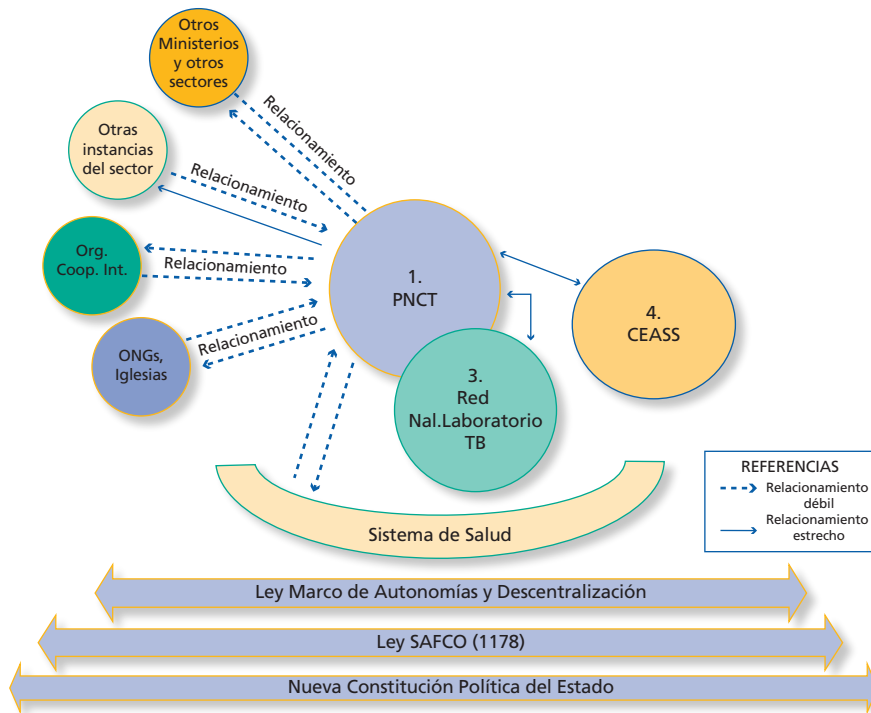 Otros
Ministerios
y otros
sectores
Relacionamiento
Otras
instancias
del sector
Relacionamiento
Org.
Coop. Int.
Relacionamiento
ONGs,
Iglesias
Relacionamiento
1.
PNCT
4.
CEASS
3.
Red
Nal.Laboratorio
TB
Sistema de Salud
REFERENCIAS
Relacionamiento
débil
Relacionamiento
estrecho
Ley Marco de Autonomías y Descentralización
Ley SAFCO (1178)
Nueva Constitución Política del Estado